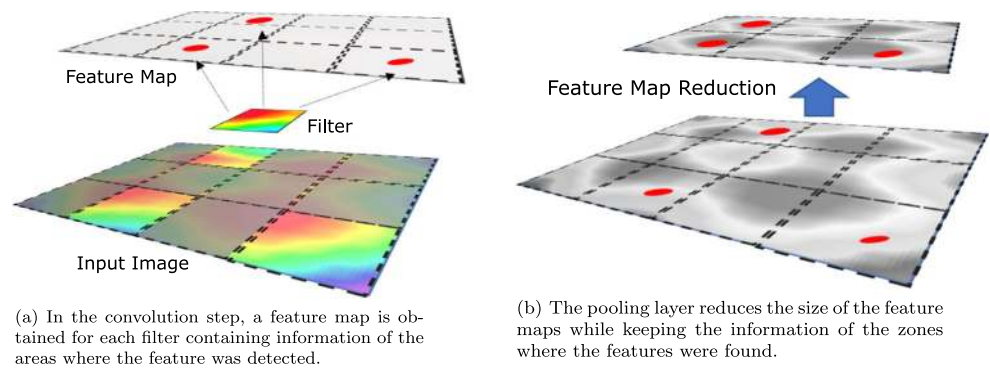 Feature Map
Filter
Input Image
(a) In the convolution step, a feature map is ob-
tained for each filter containing information of the
areas where the feature was detected.
Feature Map Reduction
(b) The pooling layer reduces the size of the feature
maps while keeping the information of the zones
where the features were found.